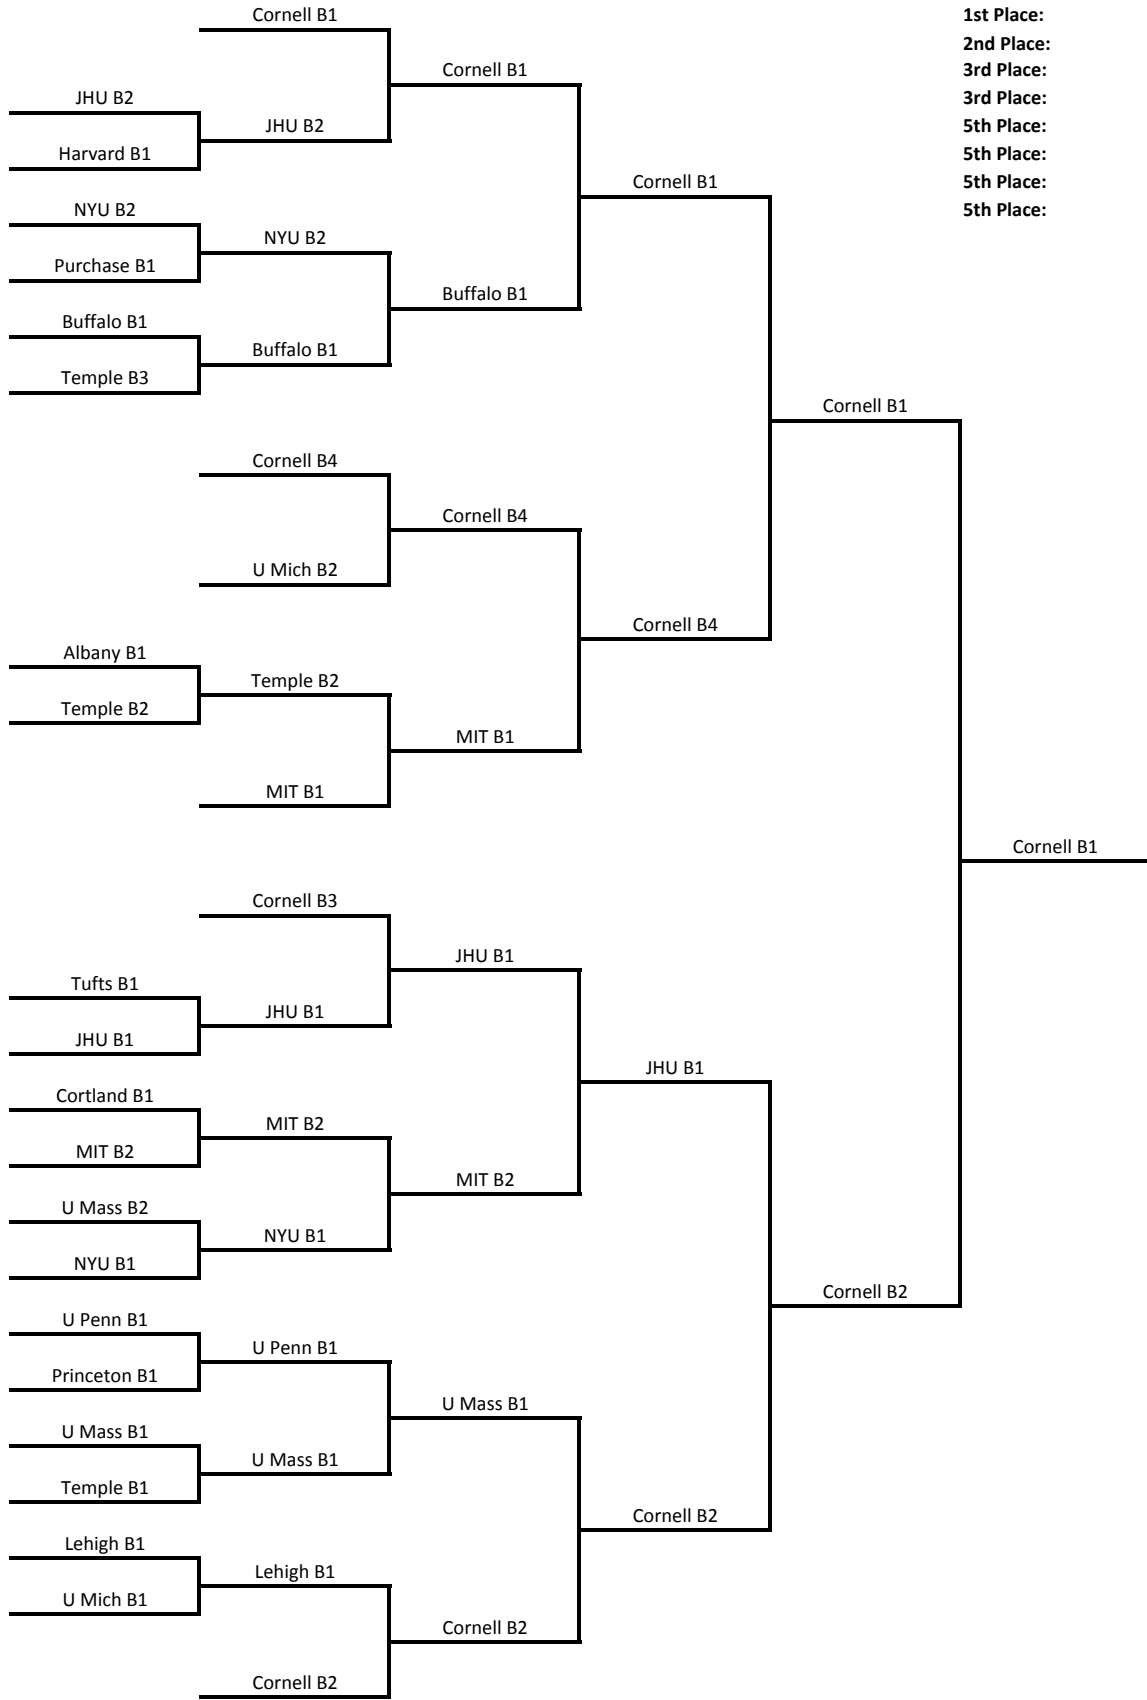 Cornell B1
1st Place:
2nd Place:
Cornell B1
3rd Place:
JHU B2
3rd Place:
JHU B2
5th Place:
Harvard B1
5th Place:
Cornell B1
5th Place:
NYU B2
5th Place:
NYU B2
Purchase B1
Buffalo B1
Buffalo B1
Buffalo B1
Temple B3
Cornell B1
Cornell B4
Cornell B4
U Mich B2
Cornell B4
Albany B1
Temple B2
Temple B2
MIT B1
MIT B1
Cornell B1
Cornell B3
JHU B1
Tufts B1
JHU B1
JHU B1
JHU B1
Cortland B1
MIT B2
MIT B2
MIT B2
U Mass B2
NYU B1
NYU B1
Cornell B2
U Penn B1
U Penn B1
Princeton B1
U Mass B1
U Mass B1
U Mass B1
Temple B1
Cornell B2
Lehigh B1
Lehigh B1
U Mich B1
Cornell B2
Cornell B2